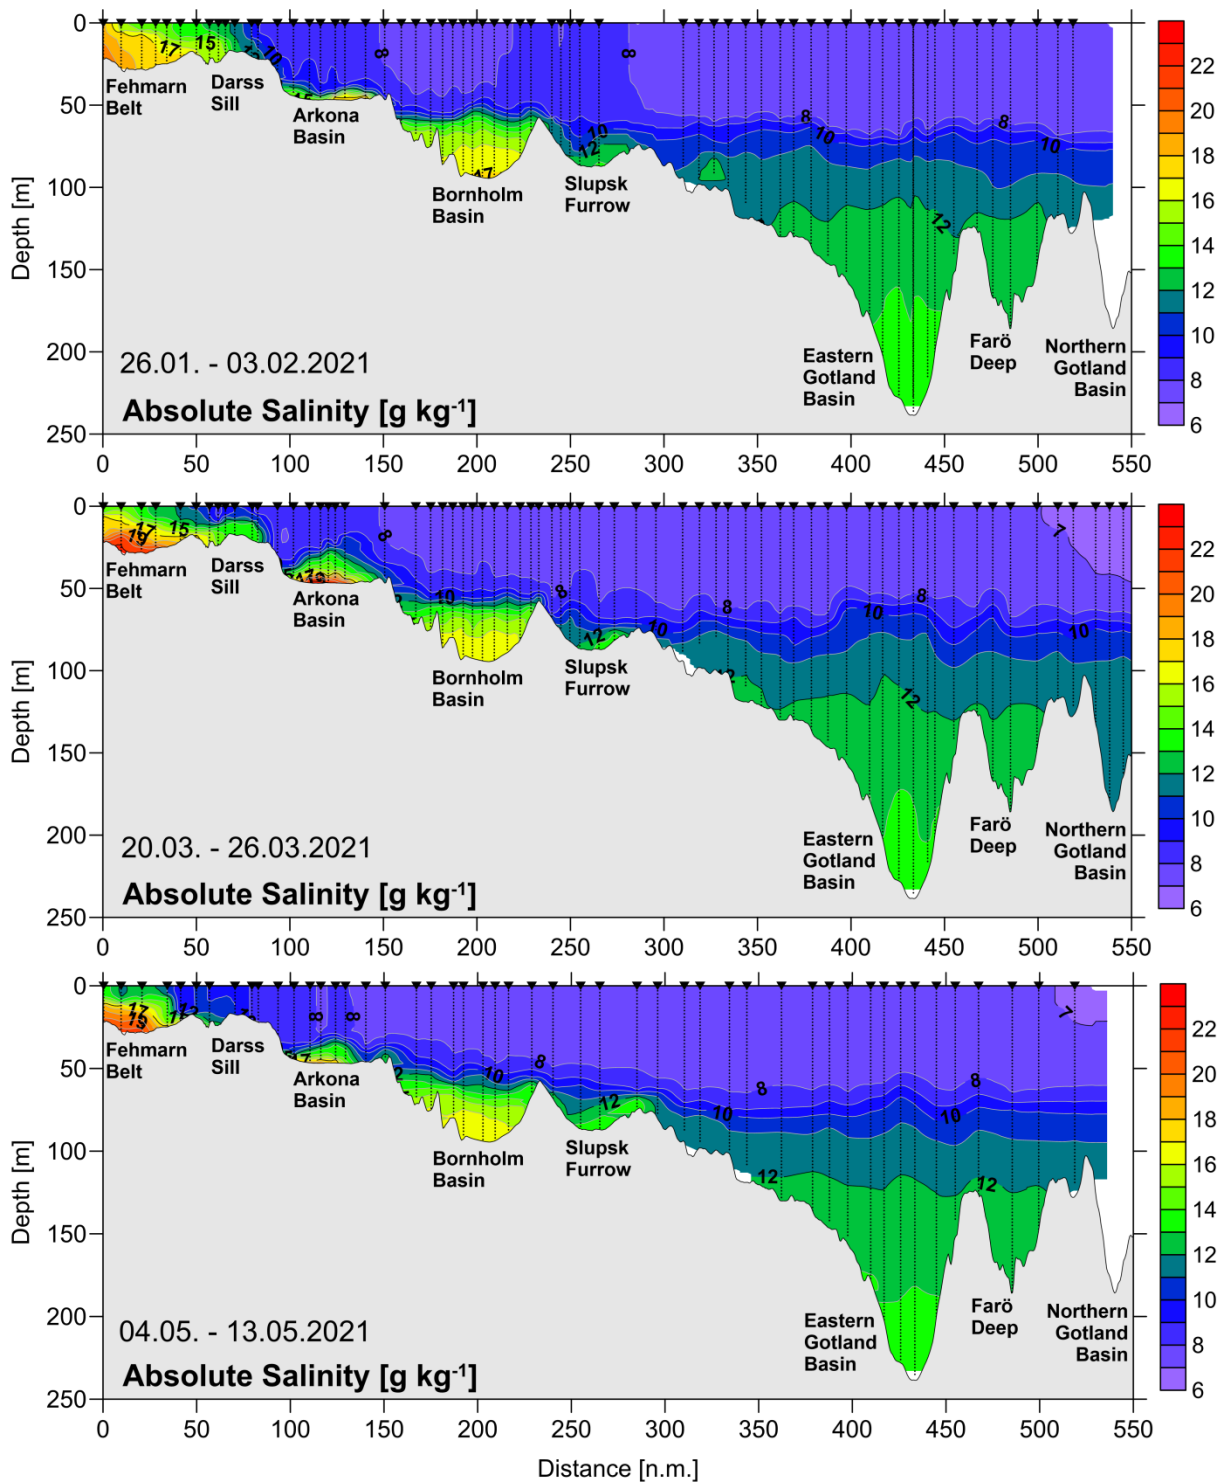 0
50
100
150
200
250
Depth [m]
17
15
12
10
8
8
15
17
10
12
8
10
8
10
12
Fehmarn
Belt
Darss
Sill
Arkona
Basin
Bornholm
Basin
Slupsk
Furrow
Eastern
Gotland
Basin
Farö
Deep
Northern
Gotland
Basin
26.01. - 03.02.2021
Absolute Salinity [g kg⁻¹]
0 50 100 150 200 250 300 350 400 450 500 550
22
20
18
16
14
12
10
8
6
0
50
100
150
200
250
Depth [m]
17
19
15
8
10
8
12
10
8
12
10
8
12
10
7
Fehmarn
Belt
Darss
Sill
Arkona
Basin
Bornholm
Basin
Slupsk
Furrow
Eastern
Gotland
Basin
Farö
Deep
Northern
Gotland
Basin
20.03. - 26.03.2021
Absolute Salinity [g kg⁻¹]
0 50 100 150 200 250 300 350 400 450 500 550
22
20
18
16
14
12
10
8
6
0
50
100
150
200
250
Depth [m]
17
19
8
8
10
8
12
10
8
12
10
8
12
7
Fehmarn
Belt
Darss
Sill
Arkona
Basin
Bornholm
Basin
Slupsk
Furrow
Eastern
Gotland
Basin
Farö
Deep
Northern
Gotland
Basin
04.05. - 13.05.2021
Absolute Salinity [g kg⁻¹]
0 50 100 150 200 250 300 350 400 450 500 550
Distance [n.m.]
22
20
18
16
14
12
10
8
6